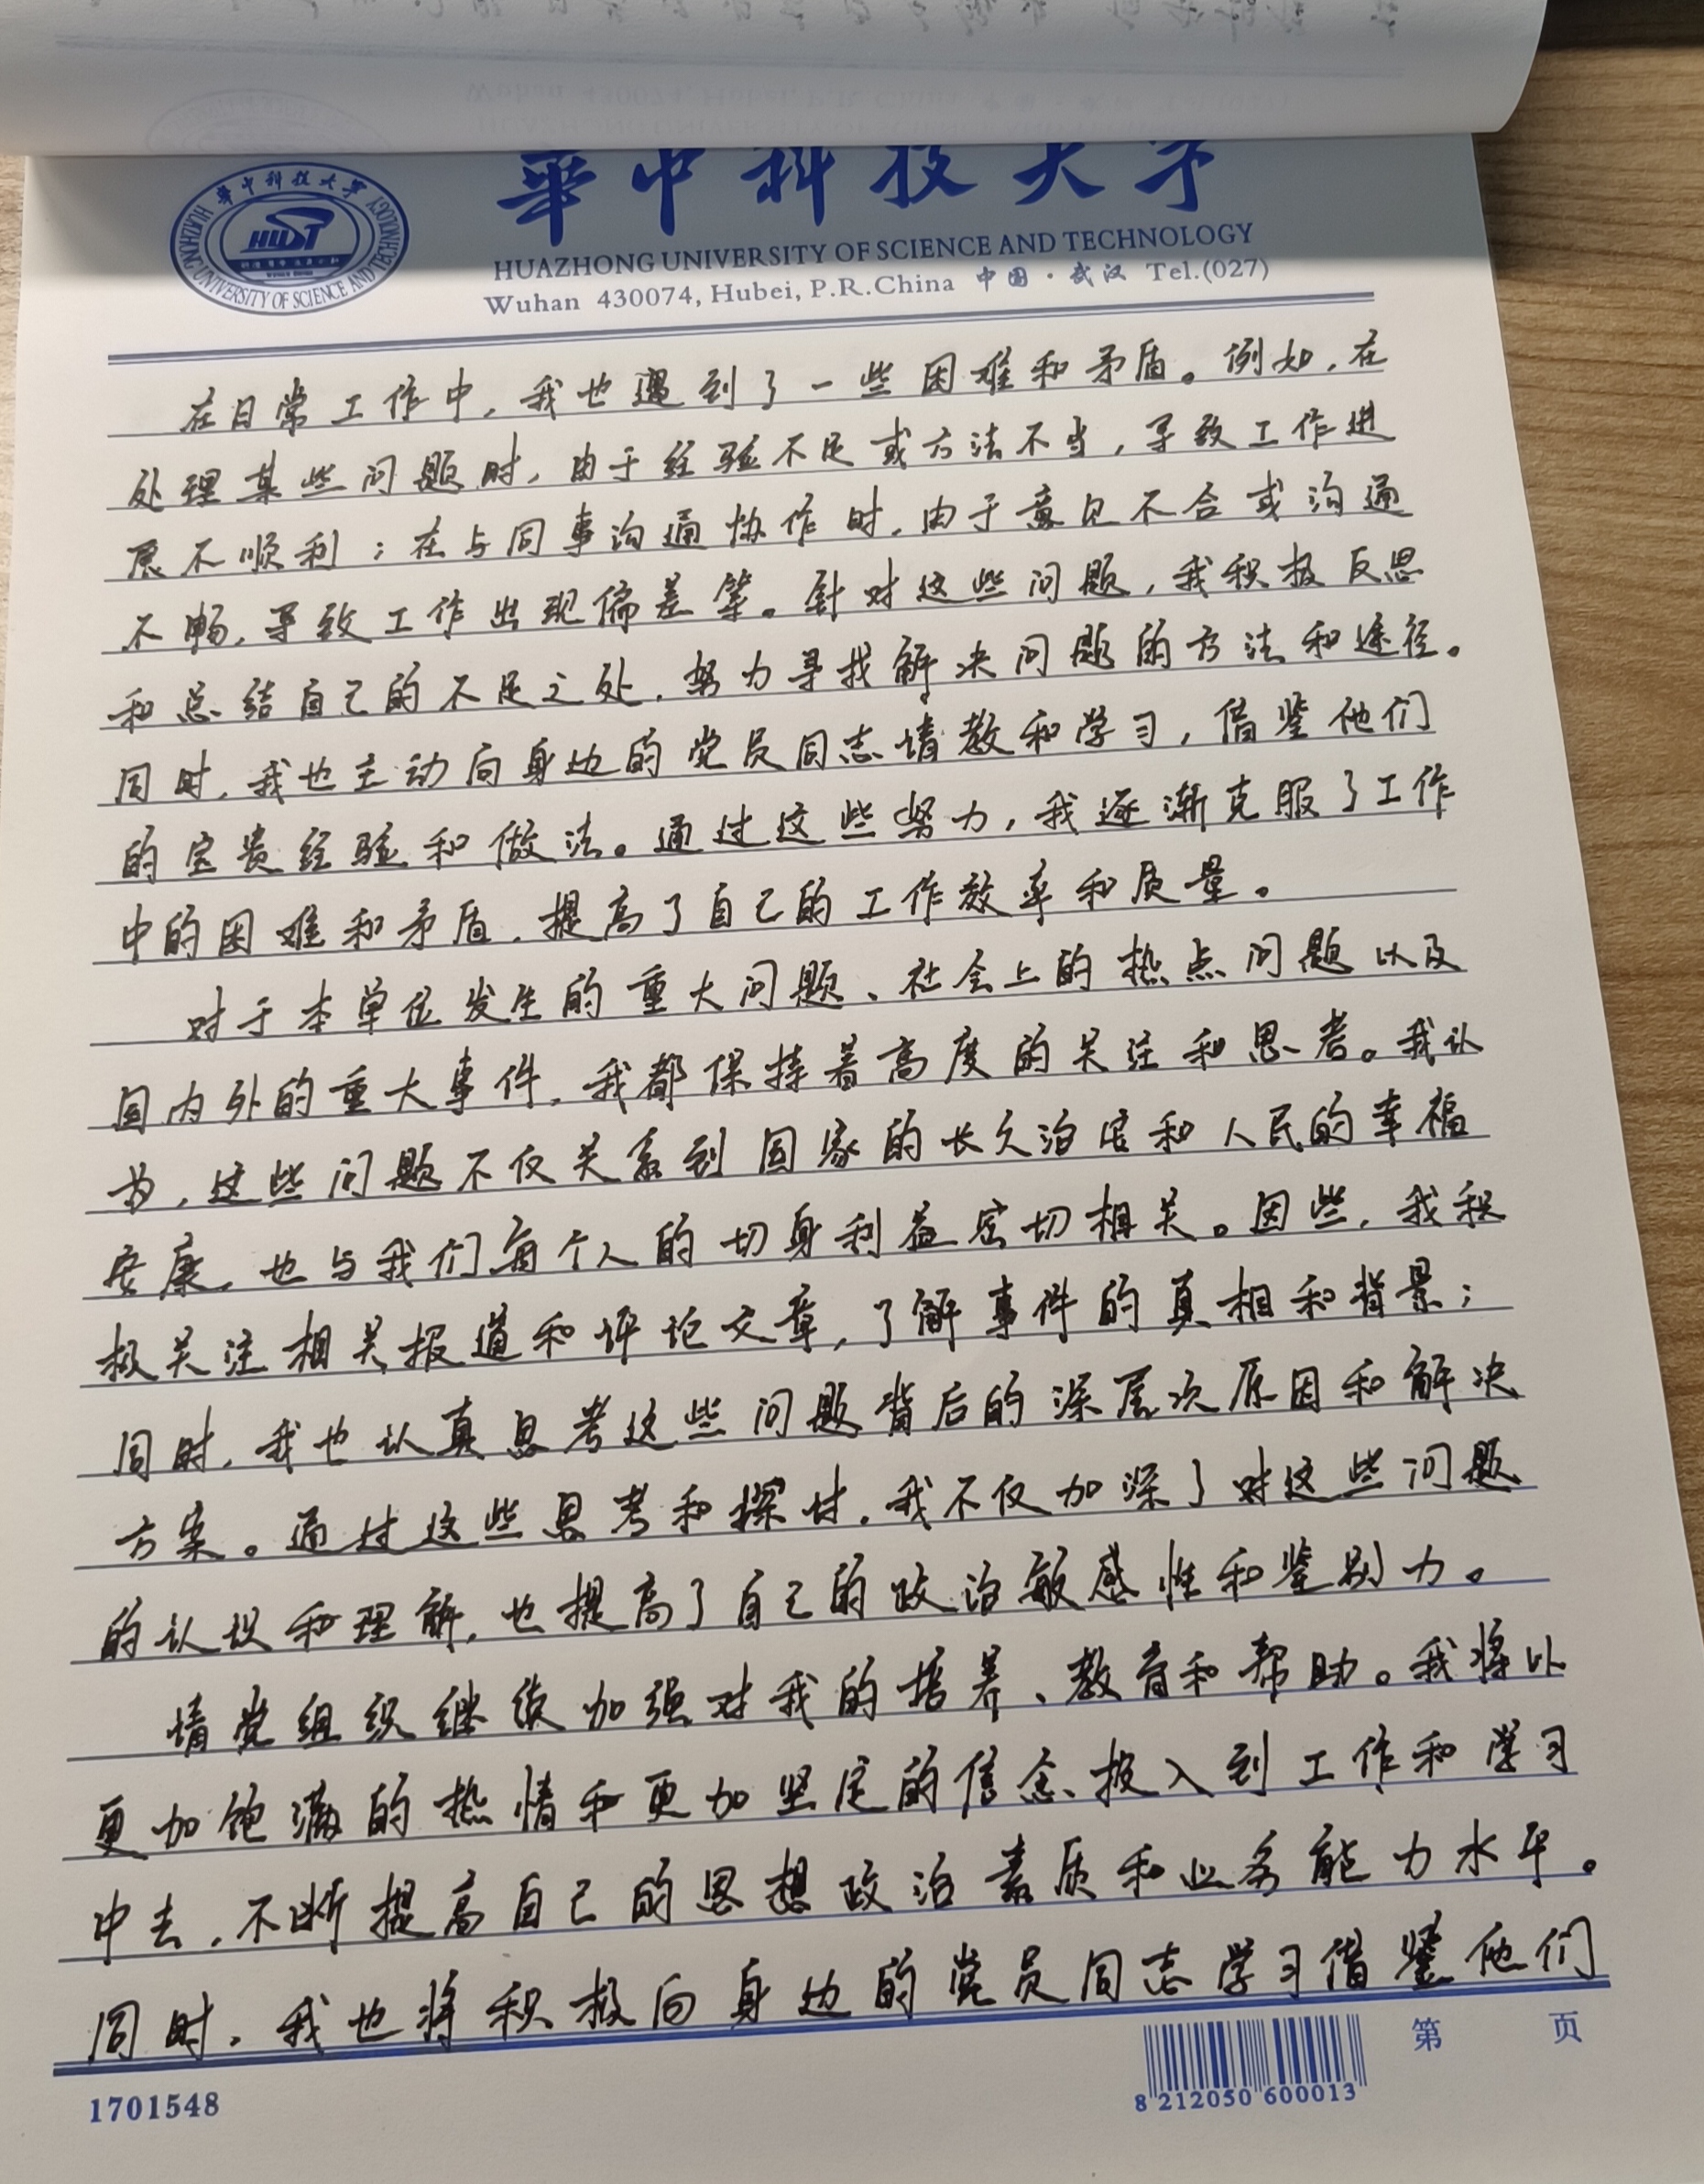 華中科技大学
HUAZHONG UNIVERSITY OF SCIENCE AND TECHNOLOGY
Wuhan 430074, Hubei, P.R.China 中国·武汉 Tel.(027)
華中科技大学
HUAZHONG UNIVERSITY OF SCIENCE AND TECHNOLOGY
HUST
在日常工作中,我也遇到了一些困难和矛盾。例如,在
处理某些问题时,由于经验不足或方法不当,导致工作进
展不顺利;在与同事沟通协作时,由于意见不合或沟通
不畅,导致工作出现偏差等。针对这些问题,我积极反思
和总结自己的不足之处,努力寻找解决问题的方法和途径。
同时,我也主动向身边的党员同志请教和学习,借鉴他们
的宝贵经验和做法。通过这些努力,我逐渐克服了工作
中的困难和矛盾,提高了自己的工作效率和质量。
对于本单位发生的重大问题、社会上的热点问题以及
国内外的重大事件,我都保持着高度的关注和思考。我认
为,这些问题不仅关系到国家的长久治安和人民的幸福
安康,也与我们每个人的切身利益密切相关。因些,我积
极关注相关报道和评论文章,了解事件的真相和背景;
同时,我也认真思考这些问题背后的深层次原因和解决
方案。通过这些思考和探讨,我不仅加深了对这些问题
的认识和理解,也提高了自己的政治敏感性和鉴别力。
请党组织继续加强对我的培养、教育和帮助。我将以
更加饱满的热情和更加坚定的信念投入到工作和学习
中去,不断提高自己的思想政治素质和业务能力水平。
同时,我也将积极向身边的党员同志学习借鉴他们
1701548
8 212050 600013
第 页